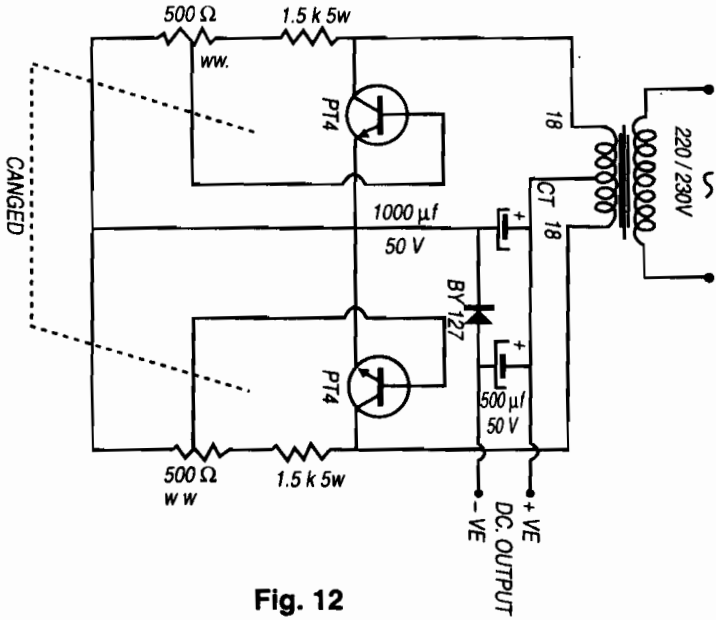 500 Ω
ww.
1.5 k 5w
PT4
18
CT
18
220 / 230V
∿
CANGED
1000 µf
50 V
BY 127
+
+
500 µf
50 V
PT4
500 Ω
w w
1.5 k 5w
+ VE
DC. OUTPUT
− VE
Fig. 12